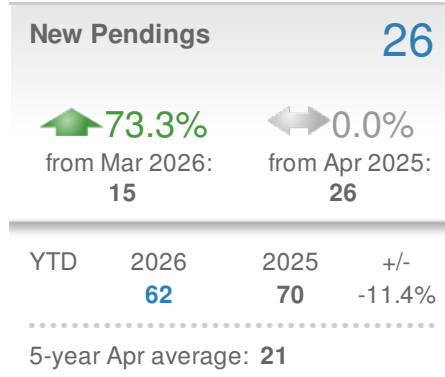 New Pendings 26
73.3% 0.0%
from Mar 2026: from Apr 2025:
15 26
YTD 2026 2025 +/-
62 70 -11.4%
5-year Apr average: 21